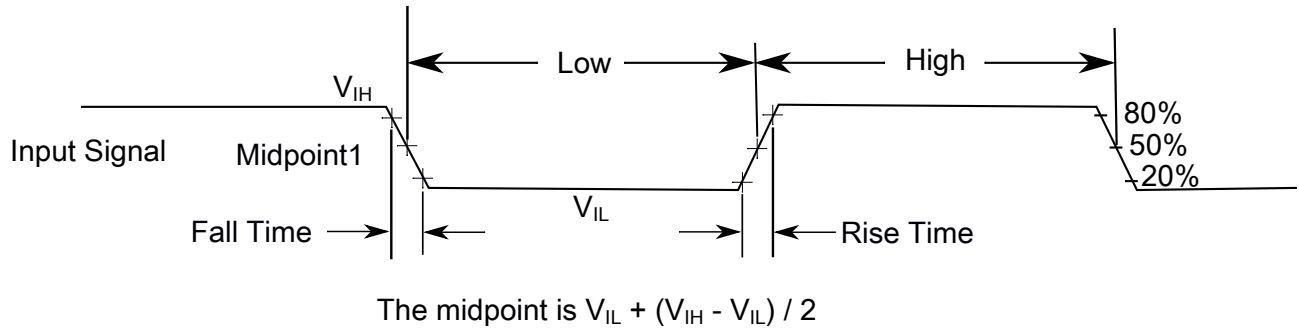 Low
High
V_IH
80%
Input Signal
Midpoint1
50%
20%
V_IL
Fall Time
Rise Time
The midpoint is V_IL + (V_IH - V_IL) / 2